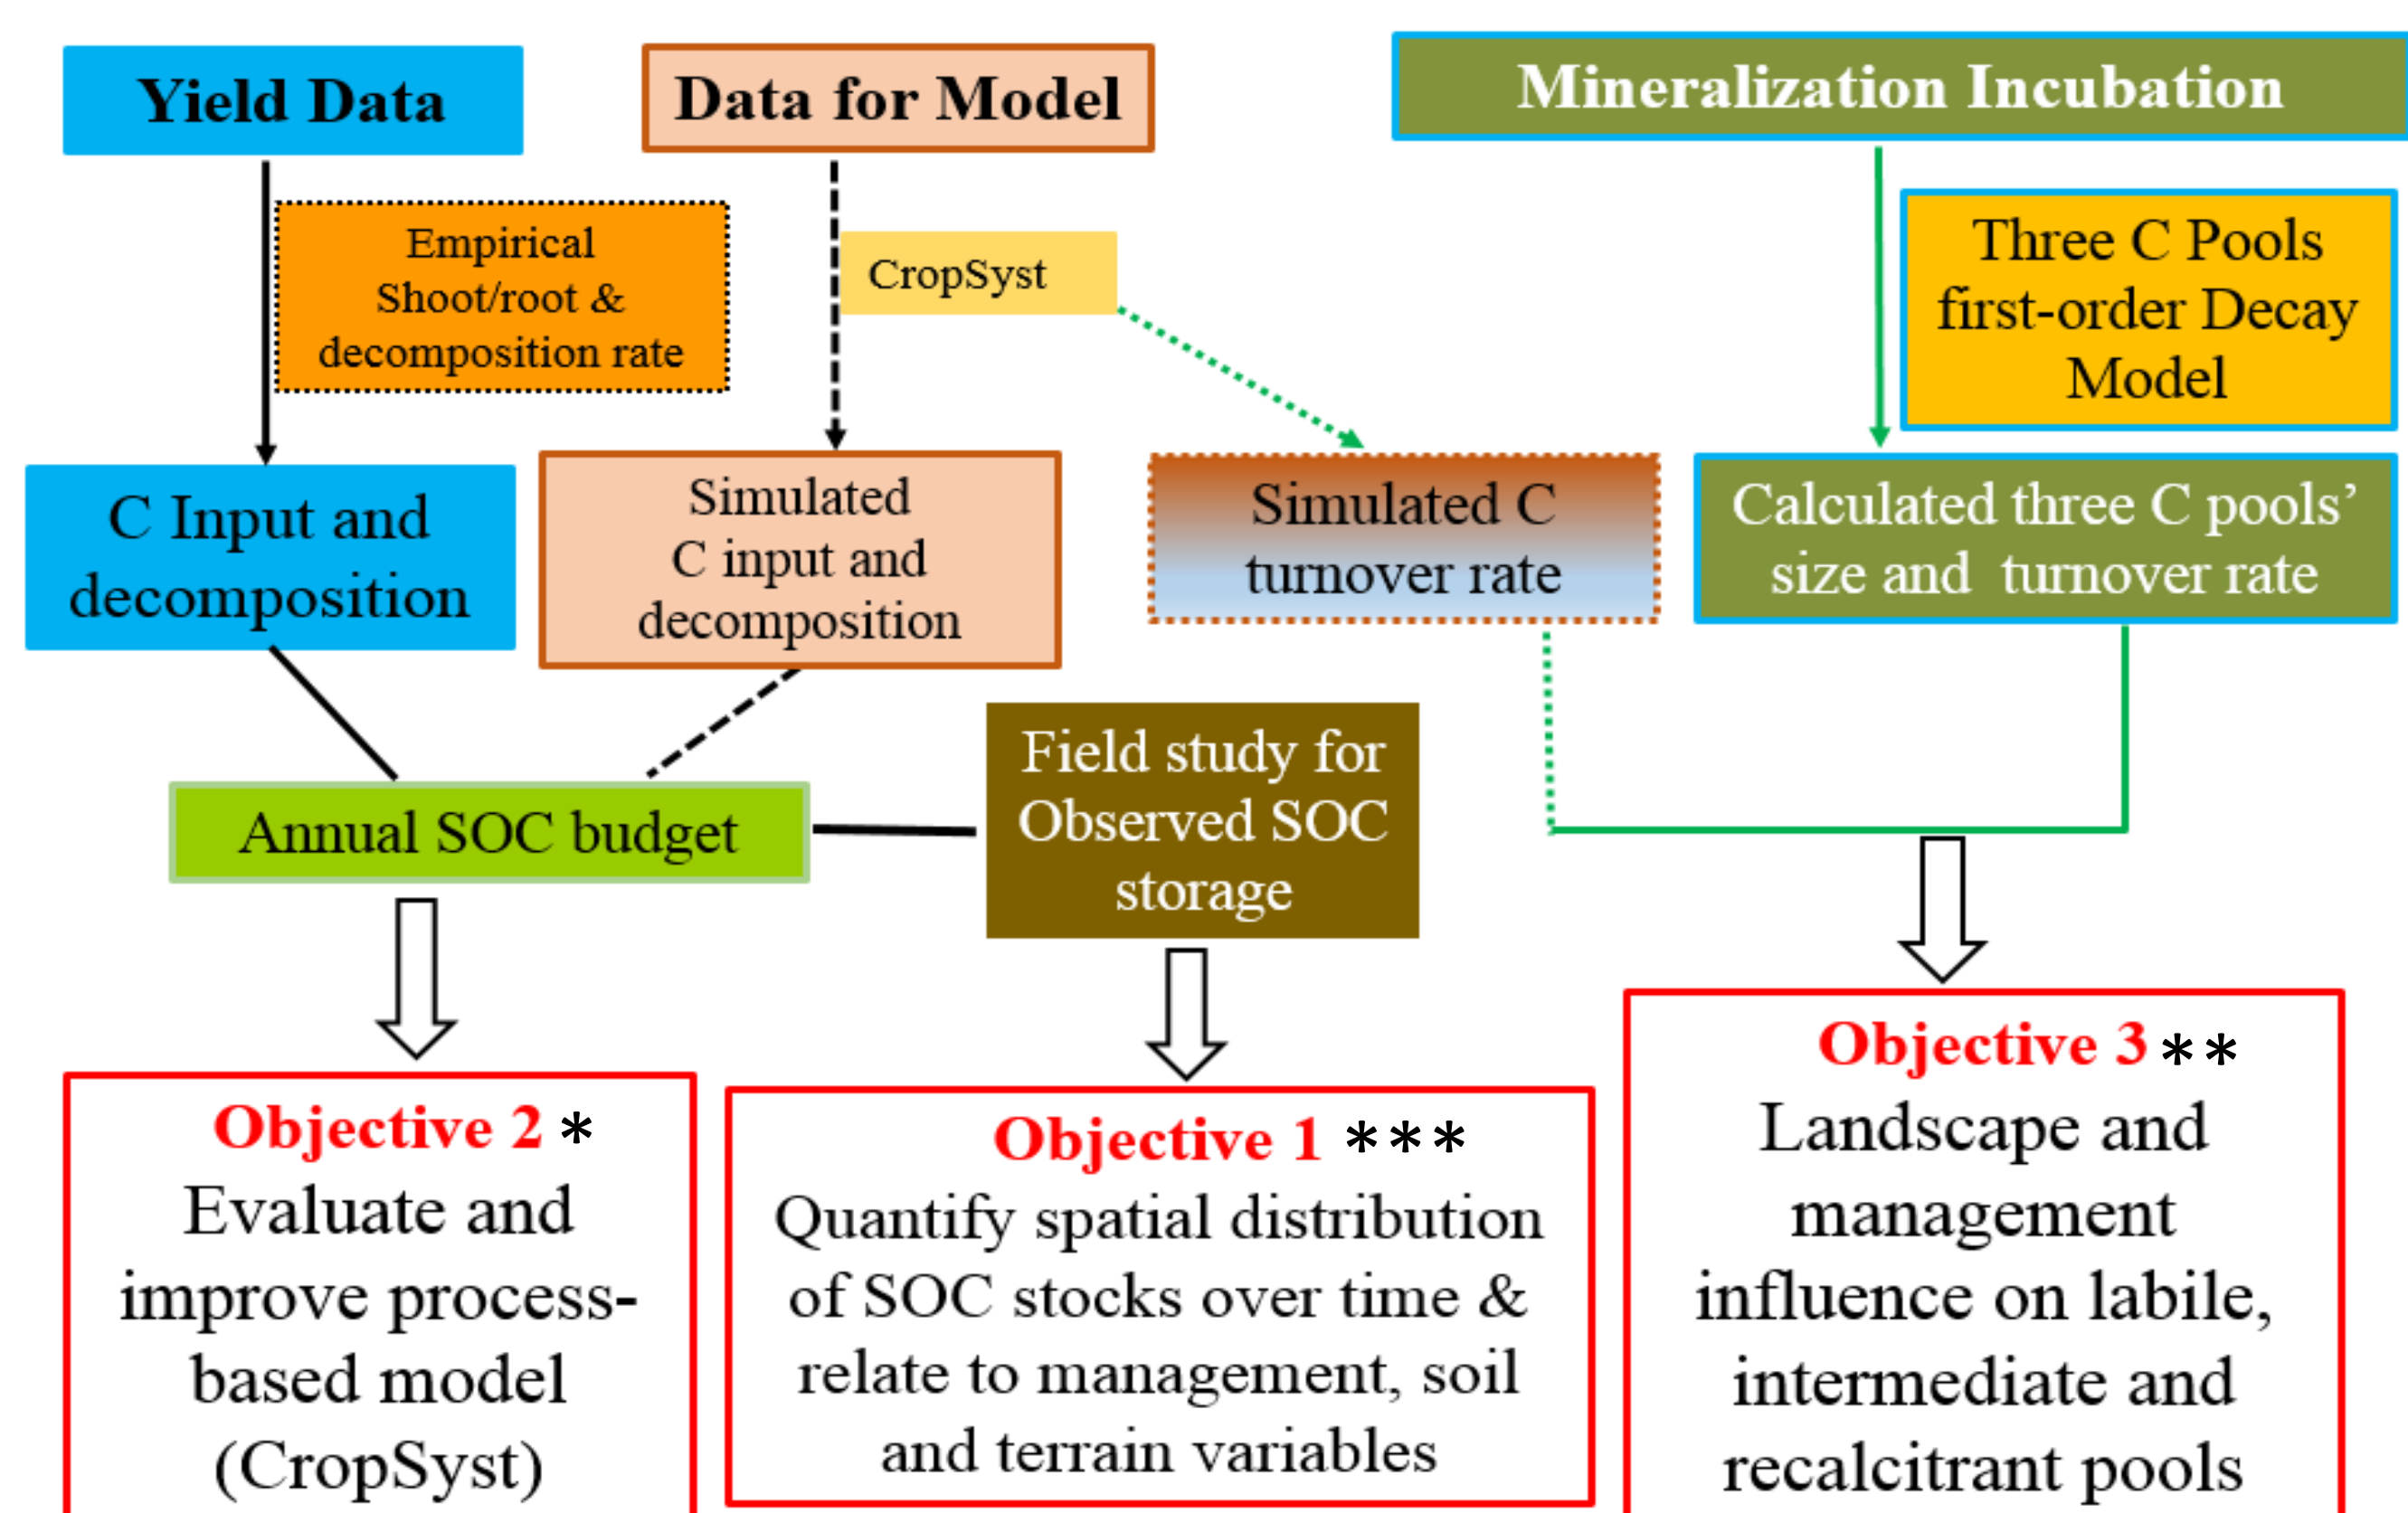 Yield Data
Data for Model
Mineralization Incubation
Empirical
Shoot/root &
decomposition rate
CropSyst
Three C Pools
first-order Decay
Model
C Input and
decomposition
Simulated
C input and
decomposition
Simulated C
turnover rate
Calculated three C pools’
size and turnover rate
Annual SOC budget
Field study for
Observed SOC
storage
Objective 2 *
Evaluate and
improve process-
based model
(CropSyst)
Objective 1 ***
Quantify spatial distribution
of SOC stocks over time &
relate to management, soil
and terrain variables
Objective 3 **
Landscape and
management
influence on labile,
intermediate and
recalcitrant pools